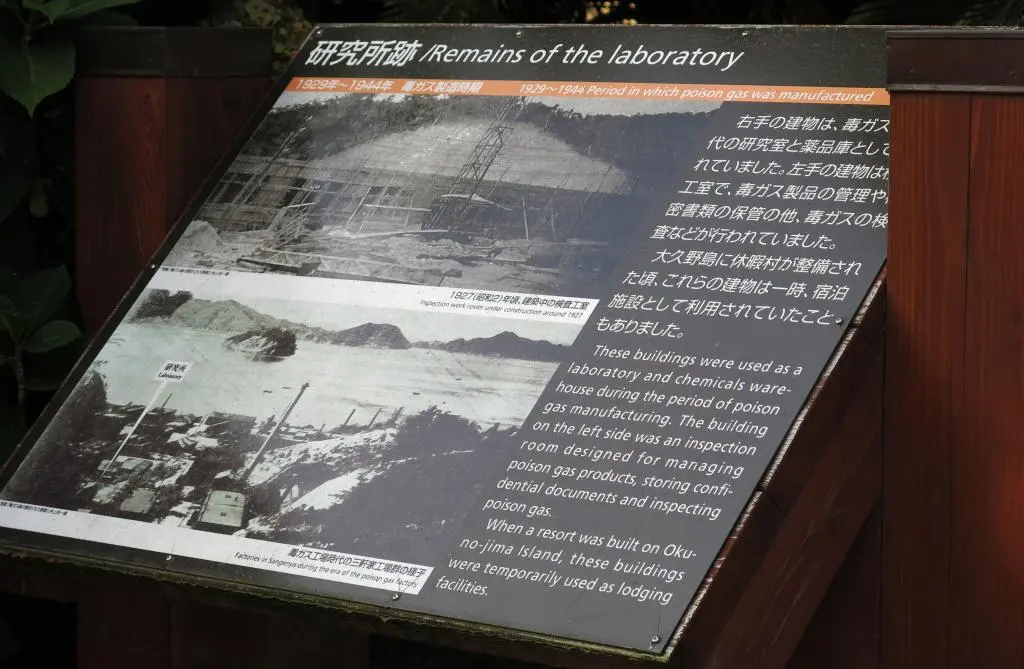 研究所跡/Remains of the laboratory
1929年〜1944年 毒ガス製造時期 1929〜1944 Period in which poison gas was manufactured
1927(昭和2)年頃、建築中の検査工室
Inspection work room under construction around 1927
研究所
Labolatory
毒ガス工場時代の三軒家工場群の様子
Factories in Sangenya during the era of the poison gas factory
右手の建物は、毒ガス
代の研究室と薬品庫として
れていました。左手の建物は
工室で、毒ガス製品の管理や
密書類の保管の他、毒ガスの検
査などが行われていました。
大久野島に休暇村が整備され
た頃、これらの建物は一時、宿泊
施設として利用されていたこと
もありました。
These buildings were used as a
laboratory and chemicals ware-
house during the period of poison
gas manufacturing. The building
on the left side was an inspection
room designed for managing
poison gas products, storing confi-
dential documents and inspecting
poison gas.
When a resort was built on Oku-
no-jima Island, these buildings
were temporarily used as lodging
facilities.